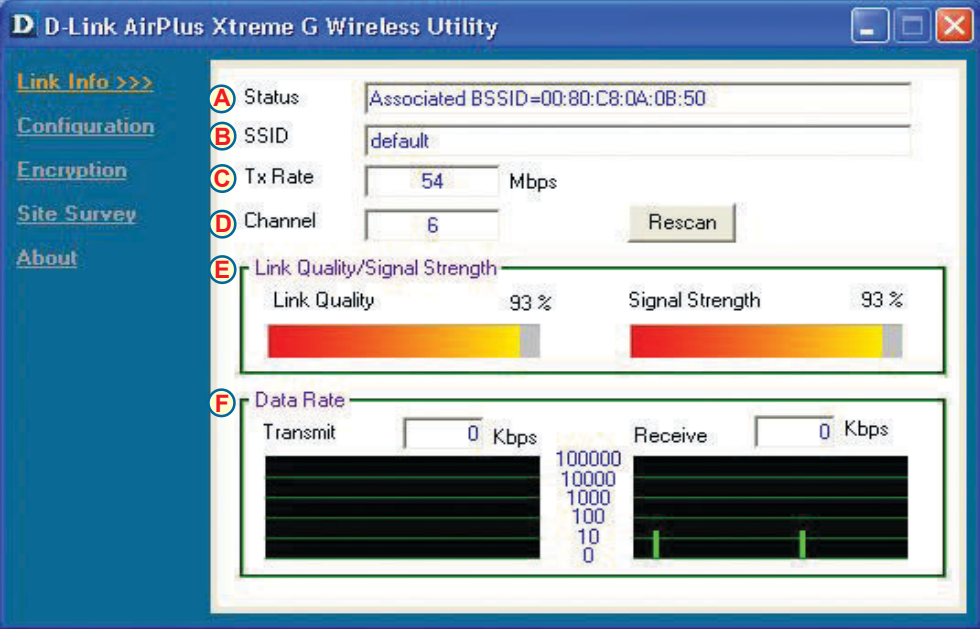 D D-Link AirPlus Xtreme G Wireless Utility
Link Info >>>
Configuration
Encryption
Site Survey
About
A Status Associated BSSID=00:80:C8:0A:0B:50
B SSID default
C Tx Rate 54 Mbps
D Channel 6 Rescan
E Link Quality/Signal Strength
Link Quality 93 % Signal Strength 93 %
F Data Rate
Transmit 0 Kbps Receive 0 Kbps
100000
10000
1000
100
10
0